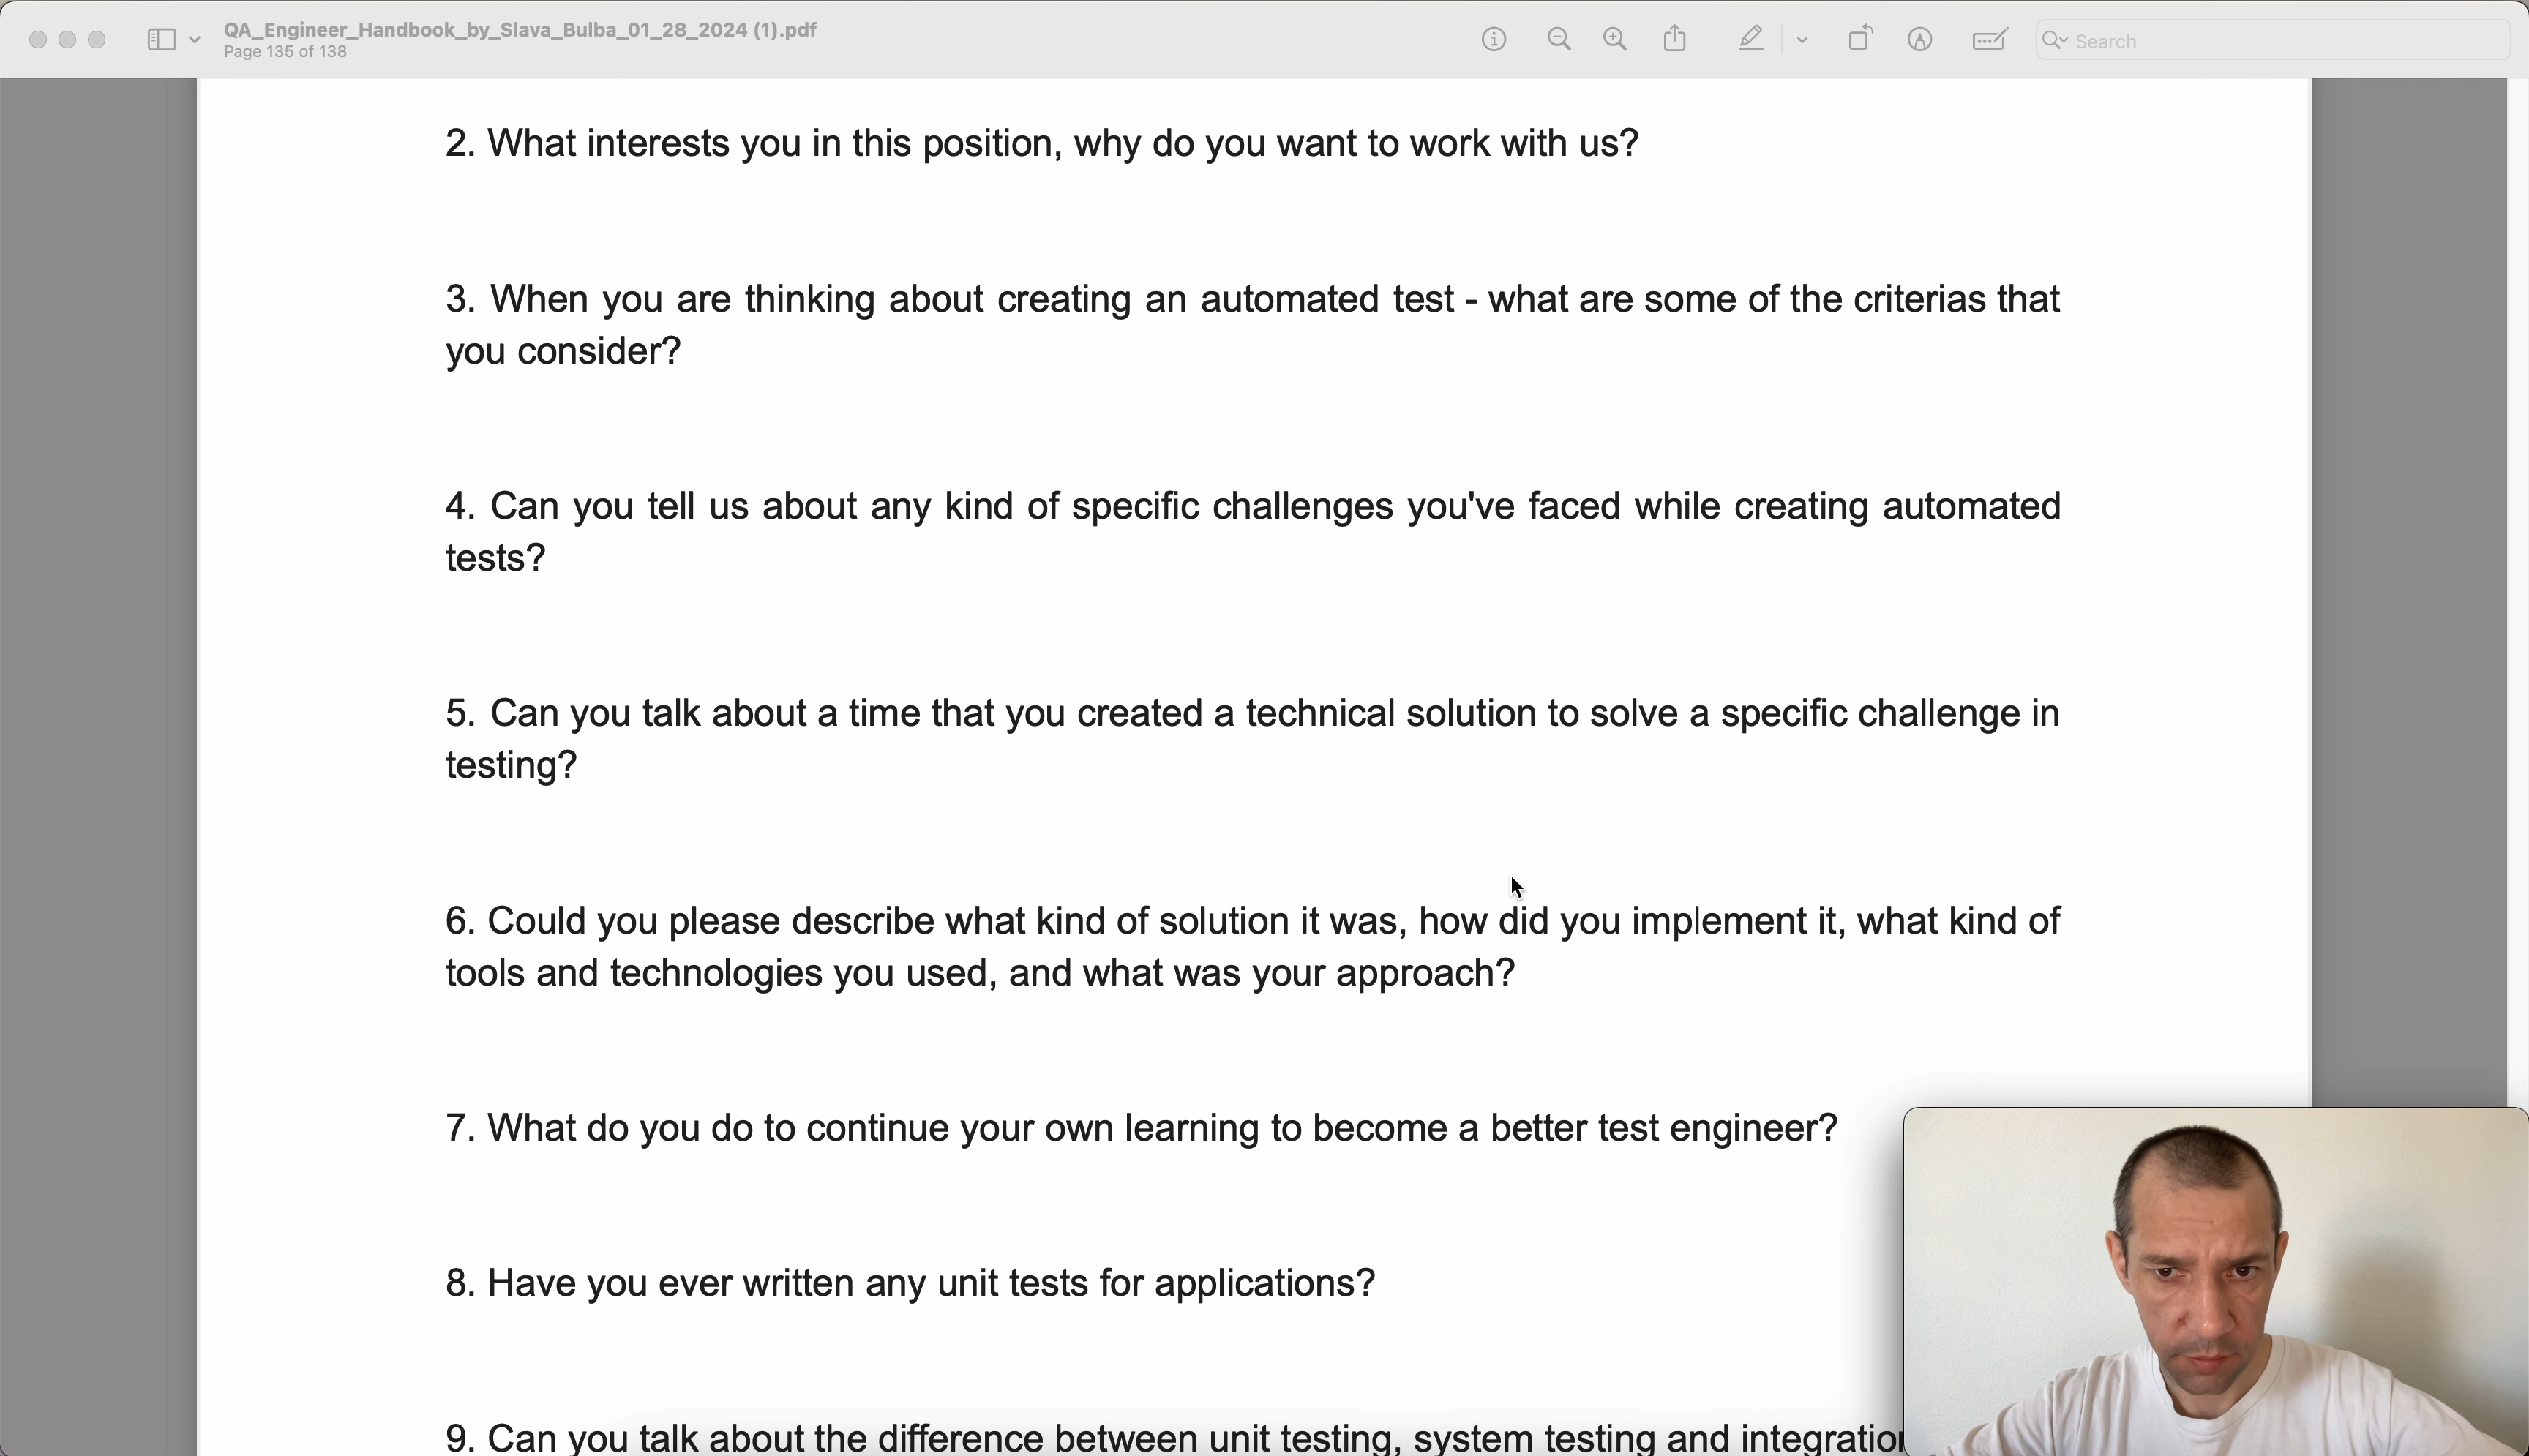 QA_Engineer_Handbook_by_Slava_Bulba_01_28_2024 (1).pdf
Page 135 of 138
Search
2. What interests you in this position, why do you want to work with us?
3. When you are thinking about creating an automated test - what are some of the criterias that
you consider?
4. Can you tell us about any kind of specific challenges you've faced while creating automated
tests?
5. Can you talk about a time that you created a technical solution to solve a specific challenge in
testing?
6. Could you please describe what kind of solution it was, how did you implement it, what kind of
tools and technologies you used, and what was your approach?
7. What do you do to continue your own learning to become a better test engineer?
8. Have you ever written any unit tests for applications?
9. Can you talk about the difference between unit testing, system testing and